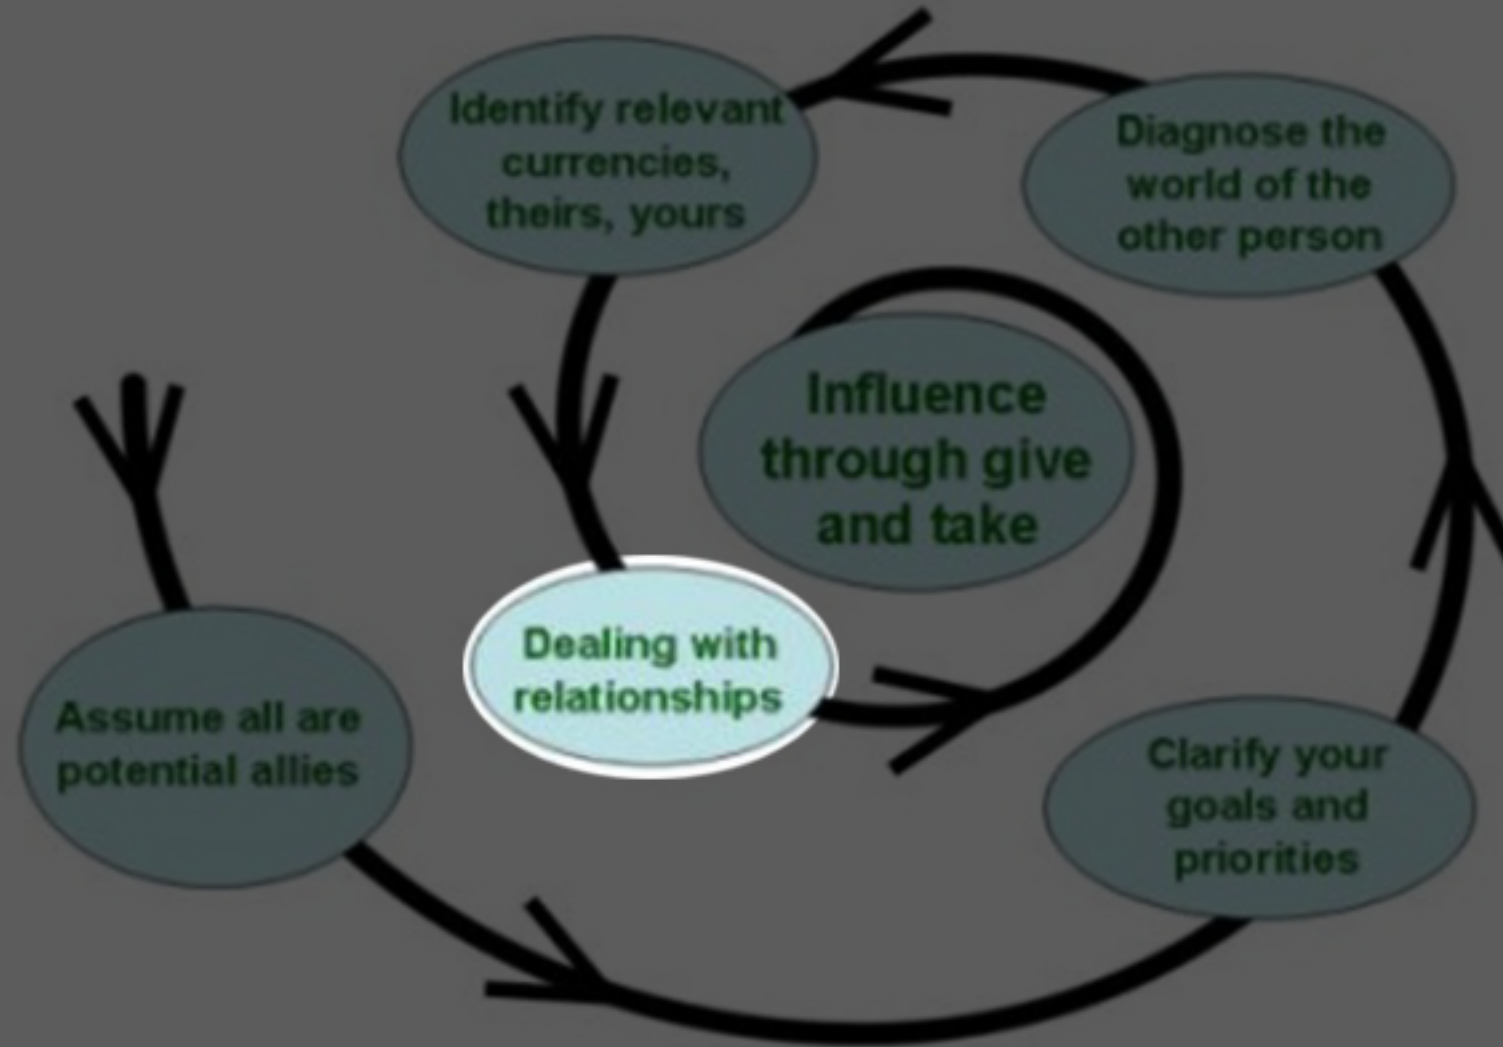 Identify relevant
currencies,
theirs, yours
Diagnose the
world of the
other person
Influence
through give
and take
Dealing with
relationships
Assume all are
potential allies
Clarify your
goals and
priorities